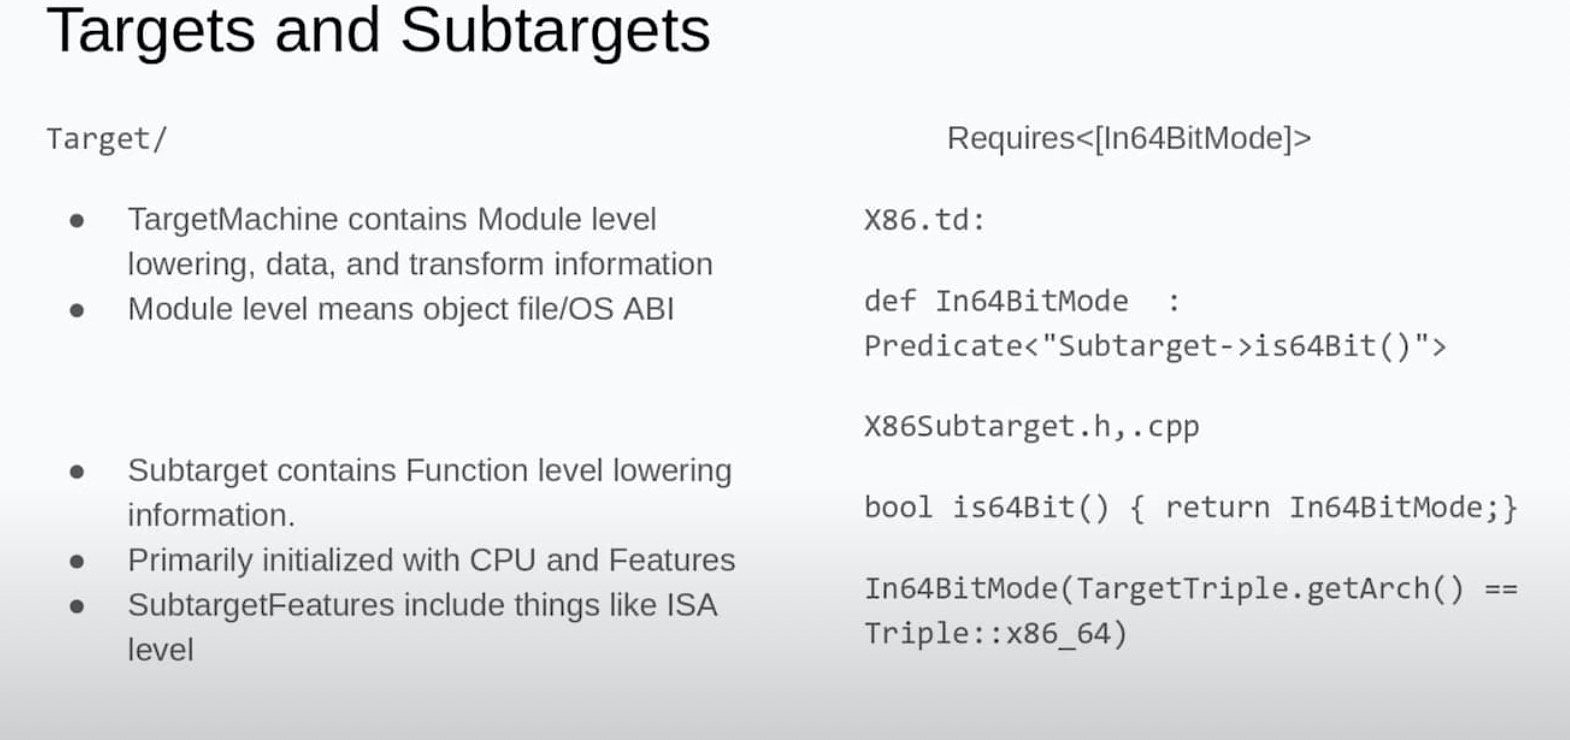 Targets and Subtargets
Target/
● TargetMachine contains Module level
lowering, data, and transform information
● Module level means object file/OS ABI
● Subtarget contains Function level lowering
information.
● Primarily initialized with CPU and Features
● SubtargetFeatures include things like ISA
level
Requires<[In64BitMode]>
X86.td:
def In64BitMode  :
Predicate<"Subtarget->is64Bit()">
X86Subtarget.h,.cpp
bool is64Bit() { return In64BitMode;}
In64BitMode(TargetTriple.getArch() ==
Triple::x86_64)